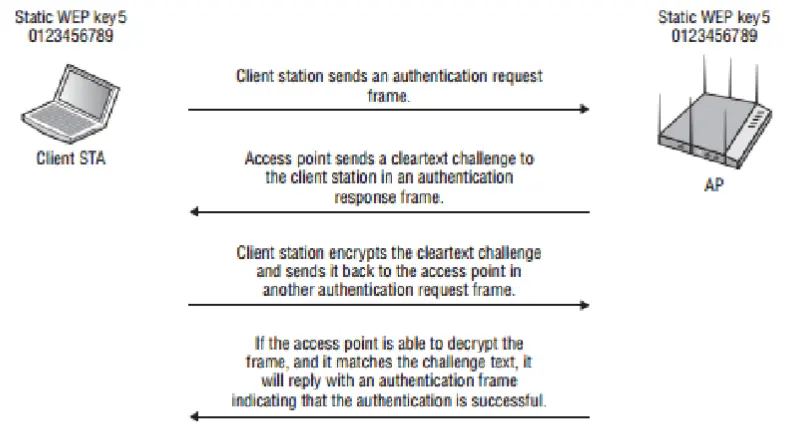 Static WEP key5
0123456789
Static WEP key5
0123456789
Client station sends an authentication request
frame.
Client STA
AP
Access point sends a cleartext challenge to
the client station in an authentication
response frame.
Client station encrypts the cleartext challenge
and sends it back to the access point in
another authentication request frame.
If the access point is able to decrypt the
frame, and it matches the challenge text, it
will reply with an authentication frame
indicating that the authentication is successful.